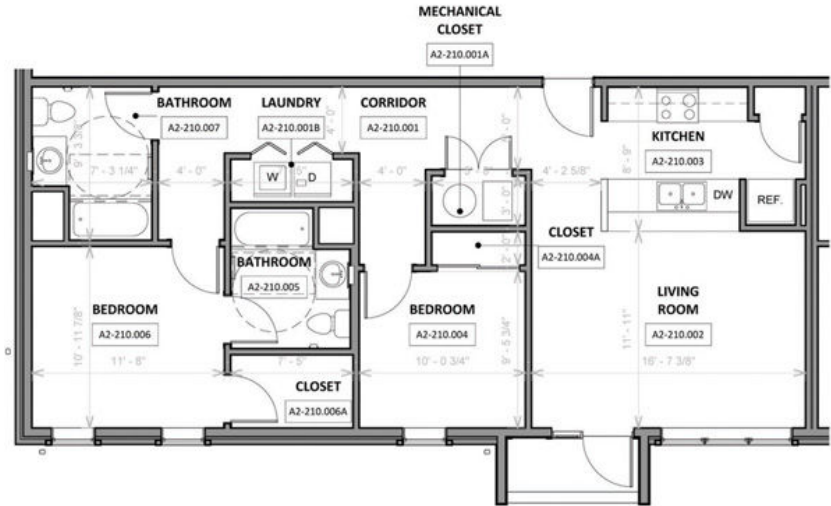 MECHANICAL
CLOSET
A2-210.001A
BATHROOM
A2-210.007
LAUNDRY
A2-210.001B
CORRIDOR
A2-210.001
KITCHEN
A2-210.003
4' - 0"
8' - 9"
7' - 3 1/4"
4' - 0"
W
D
4' - 0"
3' - 0"
4' - 2 5/8"
DW
REF.
BATHROOM
A2-210.005
CLOSET
A2-210.004A
BEDROOM
A2-210.006
BEDROOM
A2-210.004
LIVING
ROOM
A2-210.002
10' - 11 7/8"
11' - 8"
7' - 5"
10' - 0 3/4"
9' - 5 3/4"
11' - 11"
16' - 7 3/8"
CLOSET
A2-210.006A